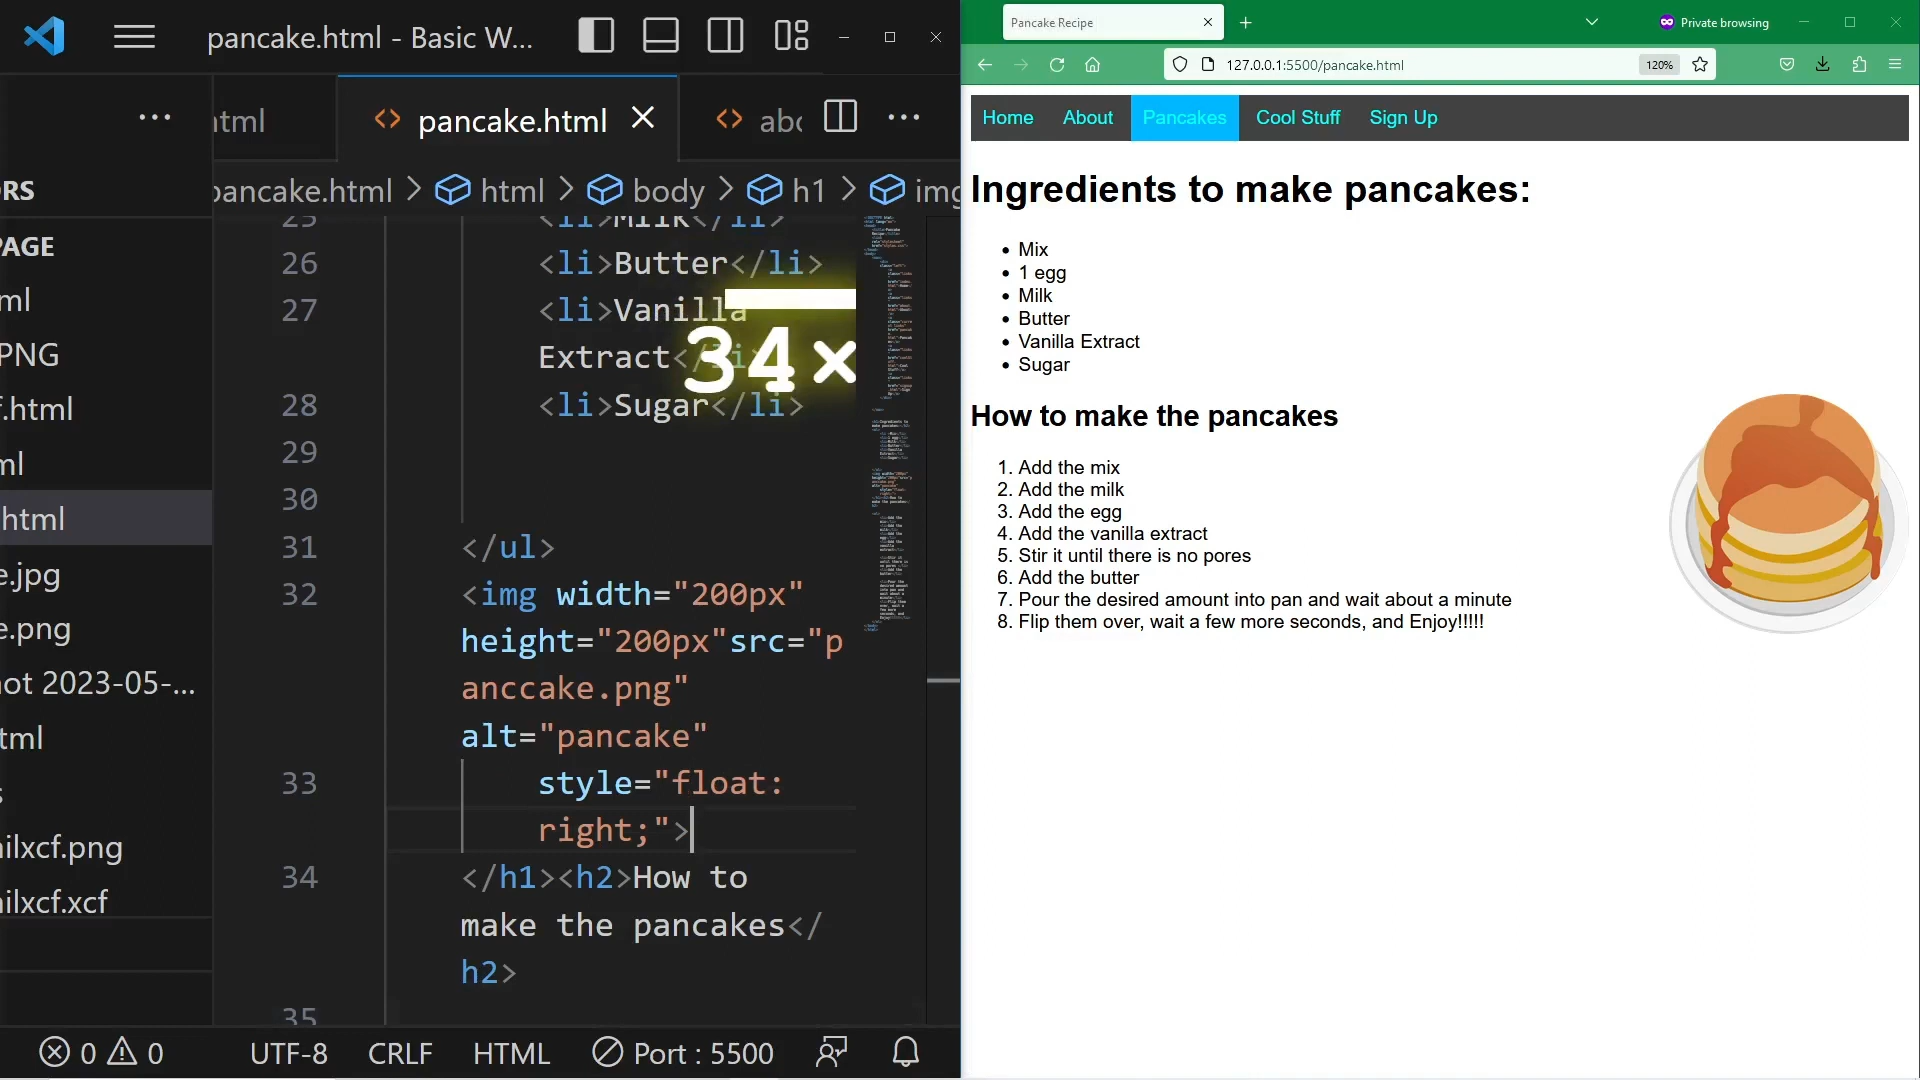 pancake.html - Basic W...
html
pancake.html
abc
RS
PAGE
ml
PNG
f.html
ml
html
e.jpg
e.png
ot 2023-05-...
tml
s
ilxcf.png
ilxcf.xcf
pancake.html > html > body > h1 > img
25 <li>Milk</li>
26 <li>Butter</li>
27 <li>Vanilla
Extract</li>
34×
28 <li>Sugar</li>
29
30
31 </ul>
32 <img width="200px"
height="200px"src="p
anccake.png"
alt="pancake"
33 style="float:
right;">
34 </h1><h2>How to
make the pancakes</
h2>
35
0 0 UTF-8 CRLF HTML Port : 5500
Pancake Recipe
Private browsing
127.0.0.1:5500/pancake.html
120%
Home About Pancakes Cool Stuff Sign Up
Ingredients to make pancakes:
• Mix
• 1 egg
• Milk
• Butter
• Vanilla Extract
• Sugar
How to make the pancakes
1. Add the mix
2. Add the milk
3. Add the egg
4. Add the vanilla extract
5. Stir it until there is no pores
6. Add the butter
7. Pour the desired amount into pan and wait about a minute
8. Flip them over, wait a few more seconds, and Enjoy!!!!!